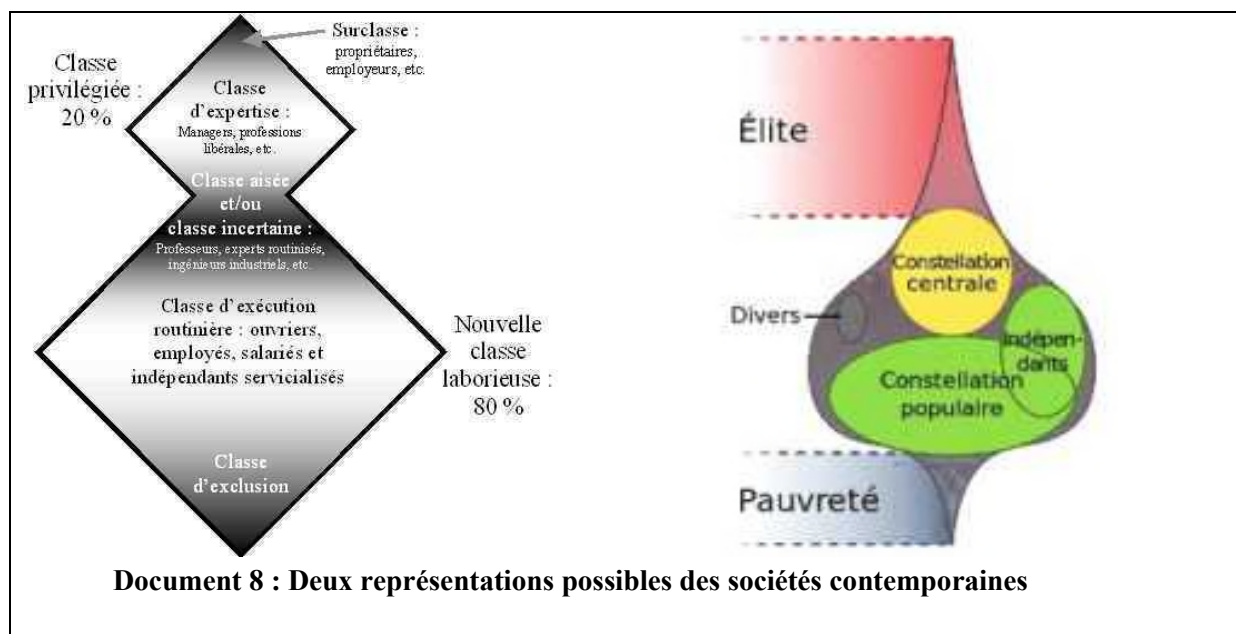 Surclasse :
propriétaires,
employeurs, etc.
Classe
privilégiée :
20 %
Classe
d’expertise :
Managers, professions
libérales, etc.
Classe aisée
et/ou
classe incertaine :
Professeurs, experts routinisés,
ingénieurs industriels, etc.
Classe d’exécution
routinière : ouvriers,
employés, salariés et
indépendants servicialisés
Nouvelle
classe
laborieuse :
80 %
Classe
d’exclusion
Élite
Constellation
centrale
Divers
Indépen-
dants
Constellation
populaire
Pauvreté
Document 8 : Deux représentations possibles des sociétés contemporaines